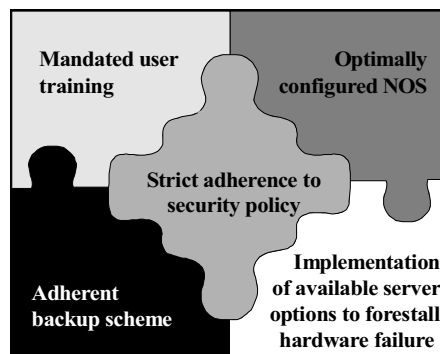 Mandated user
training
Optimally
configured NOS
Strict adherence to
security policy
Adherent
backup scheme
Implementation
of available server
options to forestall
hardware failure